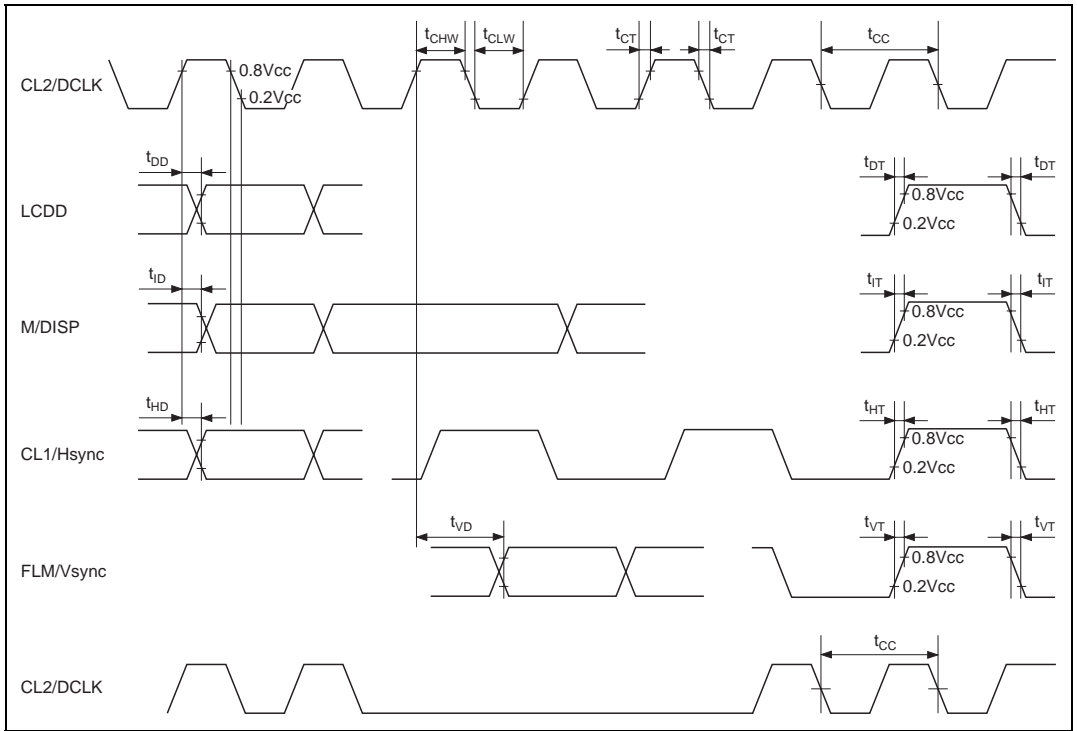 tCHW tCLW tCT tCT tCC
CL2/DCLK 0.8Vcc
0.2Vcc
tDD tDT tDT
LCDD 0.8Vcc
0.2Vcc
tID tIT tIT
M/DISP 0.8Vcc
0.2Vcc
tHD tHT tHT
CL1/Hsync 0.8Vcc
0.2Vcc
tVD tVT tVT
FLM/Vsync 0.8Vcc
0.2Vcc
tCC
CL2/DCLK